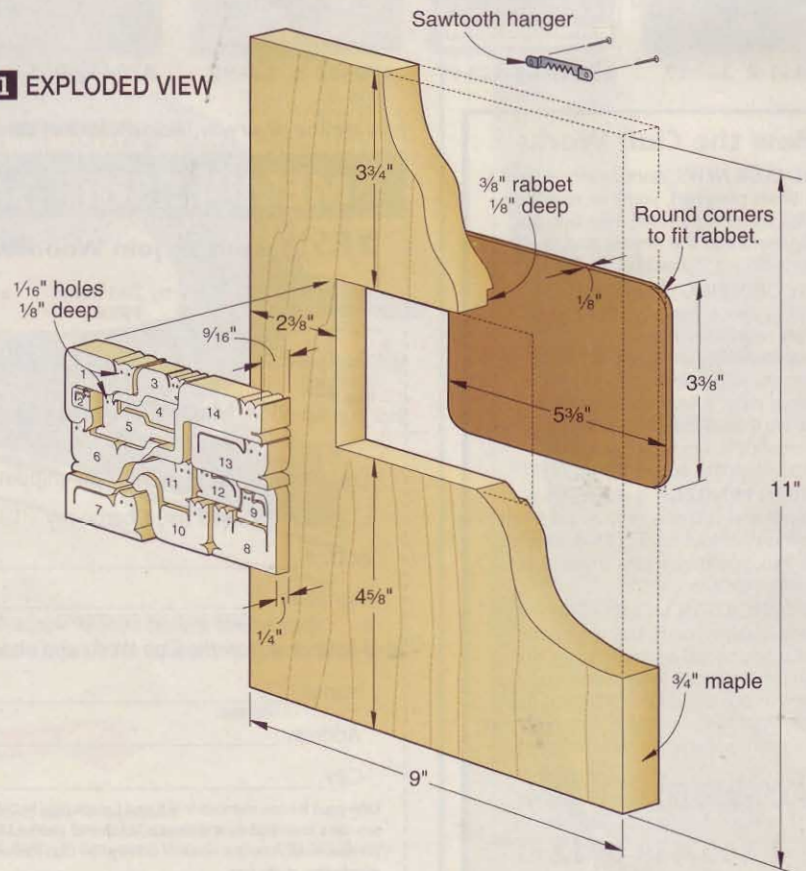 1 EXPLODED VIEW
Sawtooth hanger
3¾"
⅜" rabbet
⅛" deep
Round corners
to fit rabbet.
1/16" holes
⅛" deep
9/16"
2⅜"
⅛"
3⅜"
5⅜"
11"
1
2
3
4
5
6
7
8
9
10
11
12
13
14
4⅝"
¼"
¾" maple
9"